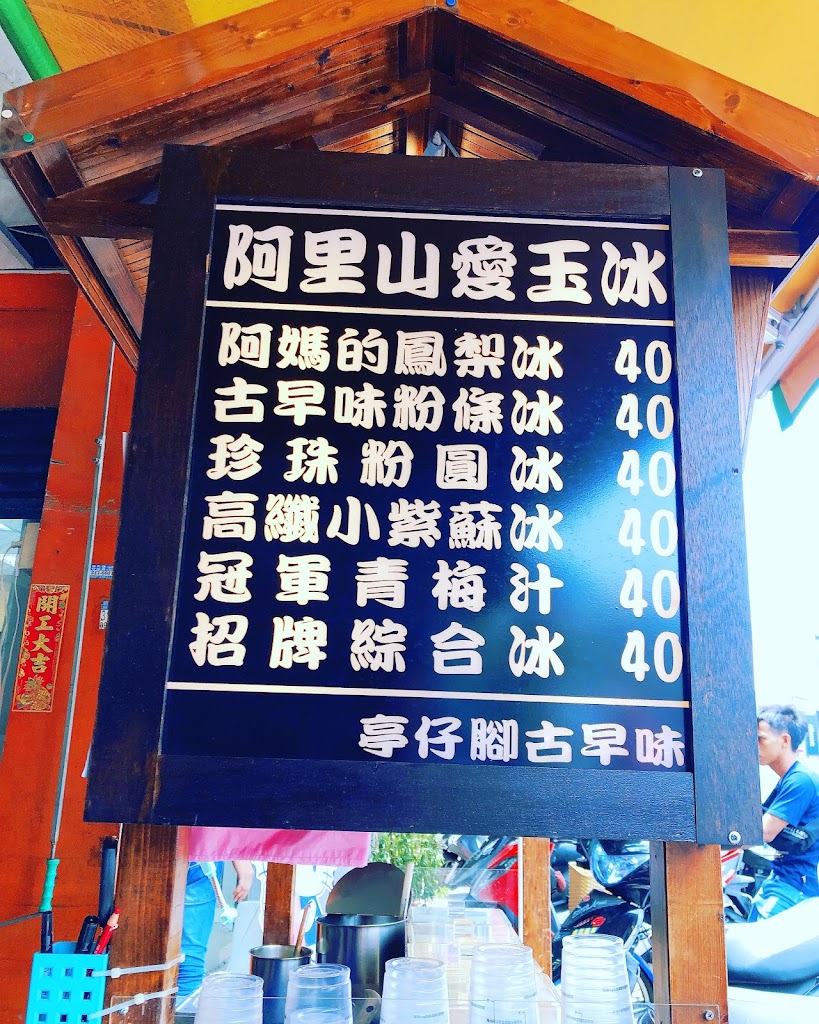 阿里山愛玉冰
阿媽的鳳梨冰 40
古早味粉條冰 40
珍珠粉圓冰 40
高纖小紫蘇冰 40
冠軍青梅汁 40
招牌綜合冰 40
亭仔腳古早味
開工大吉